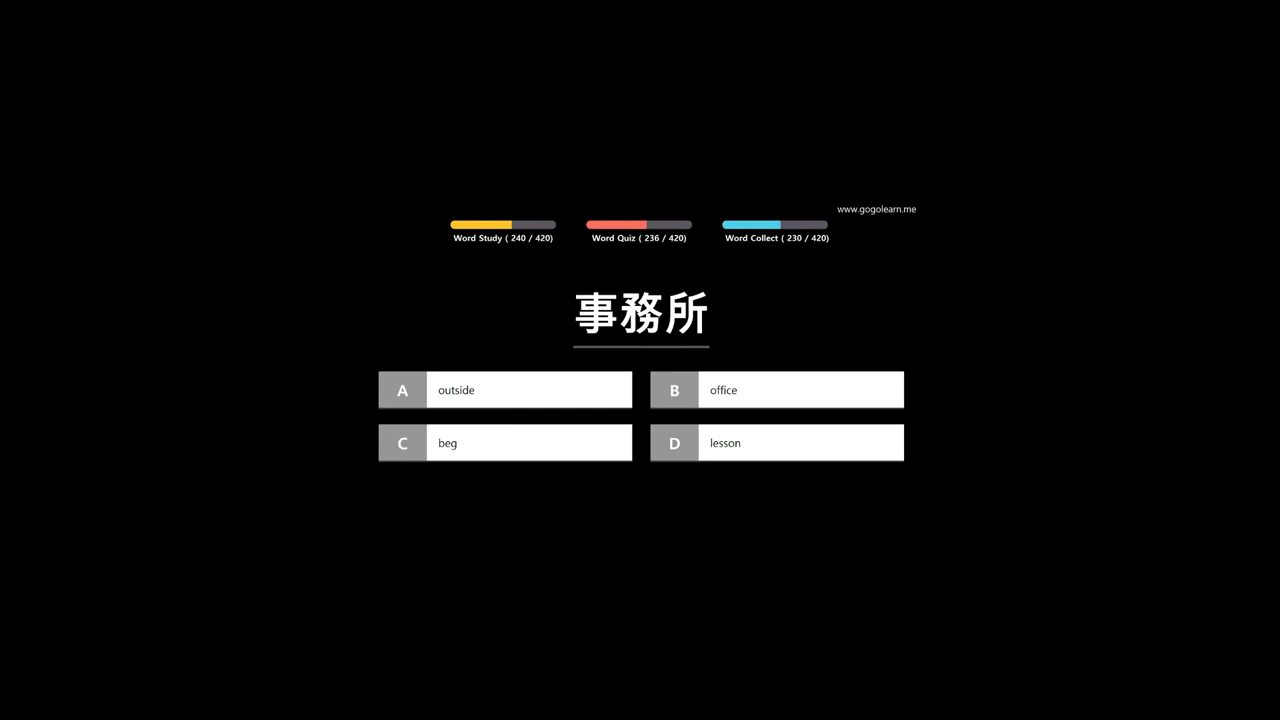 www.gogolearn.me
Word Study ( 240 / 420)
Word Quiz ( 236 / 420)
Word Collect ( 230 / 420)
事務所
A outside
B office
C beg
D lesson